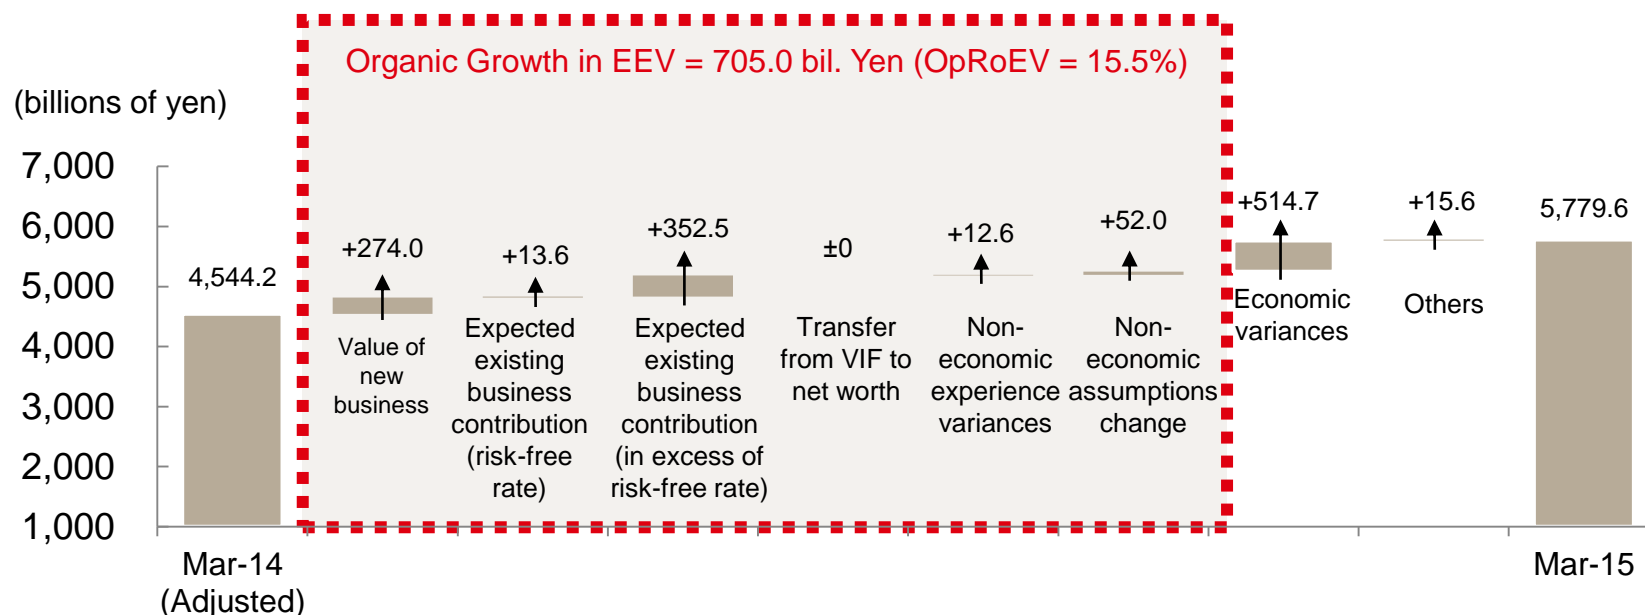 Organic Growth in EEV = 705.0 bil. Yen (OpRoEV = 15.5%)
(billions of yen)
7,000
6,000
5,000
4,000
3,000
2,000
1,000
4,544.2
+274.0
+13.6
+352.5
±0
+12.6
+52.0
+514.7
+15.6
5,779.6
Value of
new
business
Expected
existing
business
contribution
(risk-free
rate)
Expected
existing
business
contribution
(in excess of
risk-free rate)
Transfer
from VIF to
net worth
Non-
economic
experience
variances
Non-
economic
assumptions
change
Economic
variances
Others
Mar-14
(Adjusted)
Mar-15